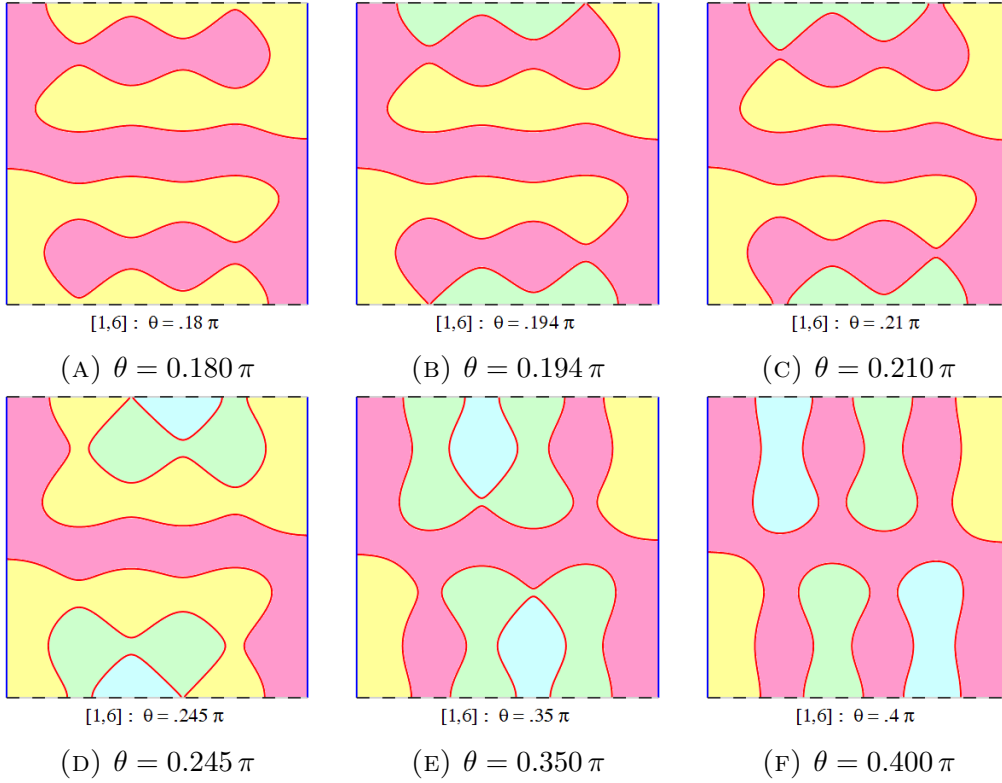 [1,6] : θ = .18 π
[1,6] : θ = .194 π
[1,6] : θ = .21 π
(A) θ = 0.180 π
(B) θ = 0.194 π
(C) θ = 0.210 π
[1,6] : θ = .245 π
[1,6] : θ = .35 π
[1,6] : θ = .4 π
(D) θ = 0.245 π
(E) θ = 0.350 π
(F) θ = 0.400 π